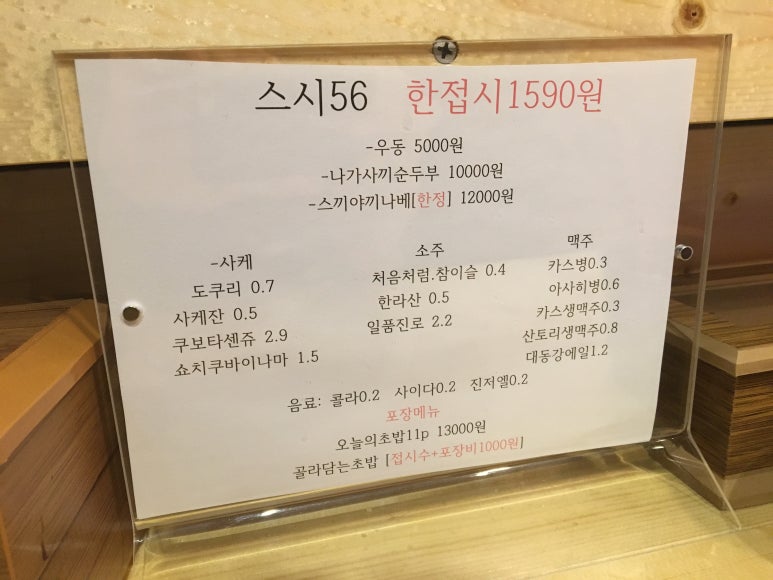 스시56 한접시1590원
-우동 5000원
-나가사끼순두부 10000원
-스끼야끼나베[한정] 12000원
-사케
도쿠리 0.7
사케잔 0.5
쿠보타센쥬 2.9
쇼치쿠바이나마 1.5
소주
처음처럼.참이슬 0.4
한라산 0.5
일품진로 2.2
맥주
카스병0.3
아사히병0.6
카스생맥주0.3
산토리생맥주0.8
대동강에일1.2
음료: 콜라0.2 사이다0.2 진저엘0.2
포장메뉴
오늘의초밥11p 13000원
골라담는초밥 [접시수+포장비1000원]